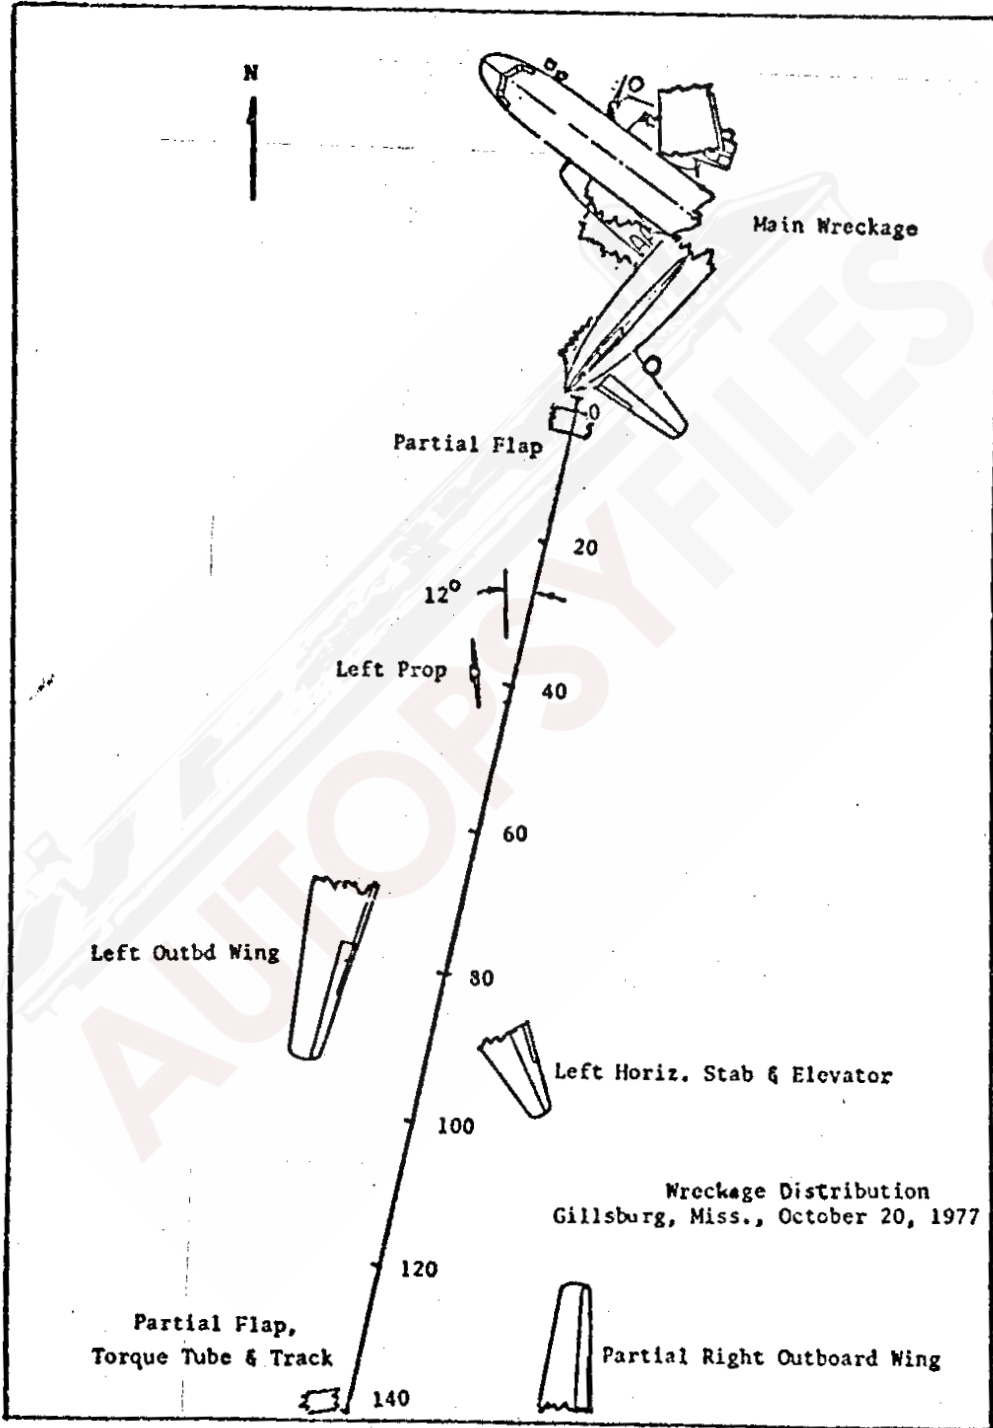 N
Main Wreckage
0
Partial Flap
20
12°
Left Prop
40
60
Left Outbd Wing
80
Left Horiz. Stab & Elevator
100
Wreckage Distribution
Gillsburg, Miss., October 20, 1977
120
Partial Flap,
Torque Tube & Track
Partial Right Outboard Wing
140
AUTOPSYFILES